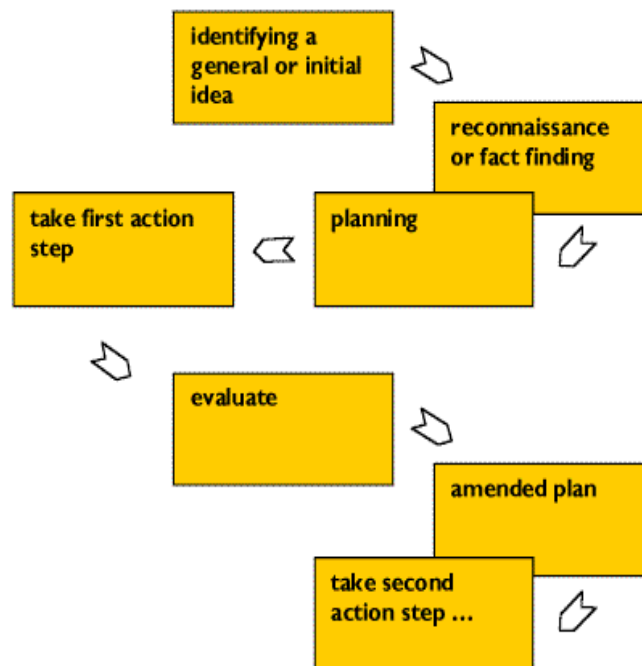 identifying a
general or initial
idea
reconnaissance
or fact finding
planning
take first action
step
evaluate
amended plan
take second
action step ...